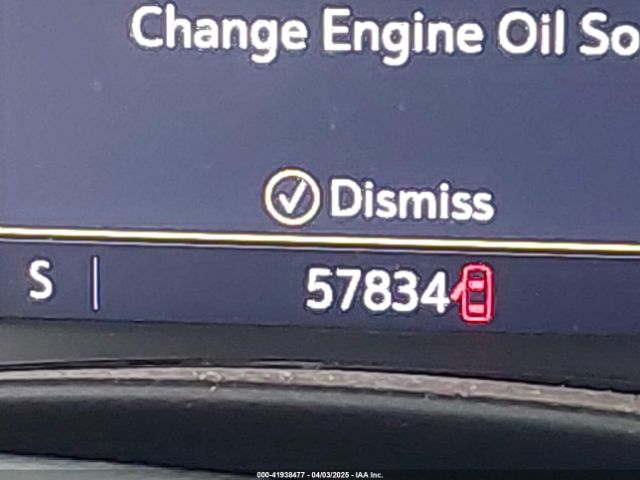 Change Engine Oil So
Dismiss
S
57834
000-41938477 - 04/03/2025 - IAA Inc.